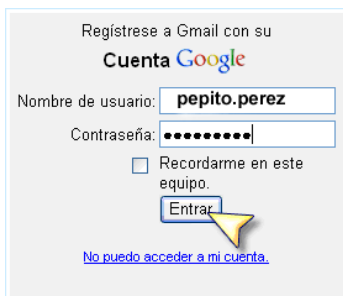 Regístrese a Gmail con su
Cuenta Google
Nombre de usuario: pepito.perez
Contraseña: •••••••••
Recordarme en este
equipo.
Entrar
No puedo acceder a mi cuenta.